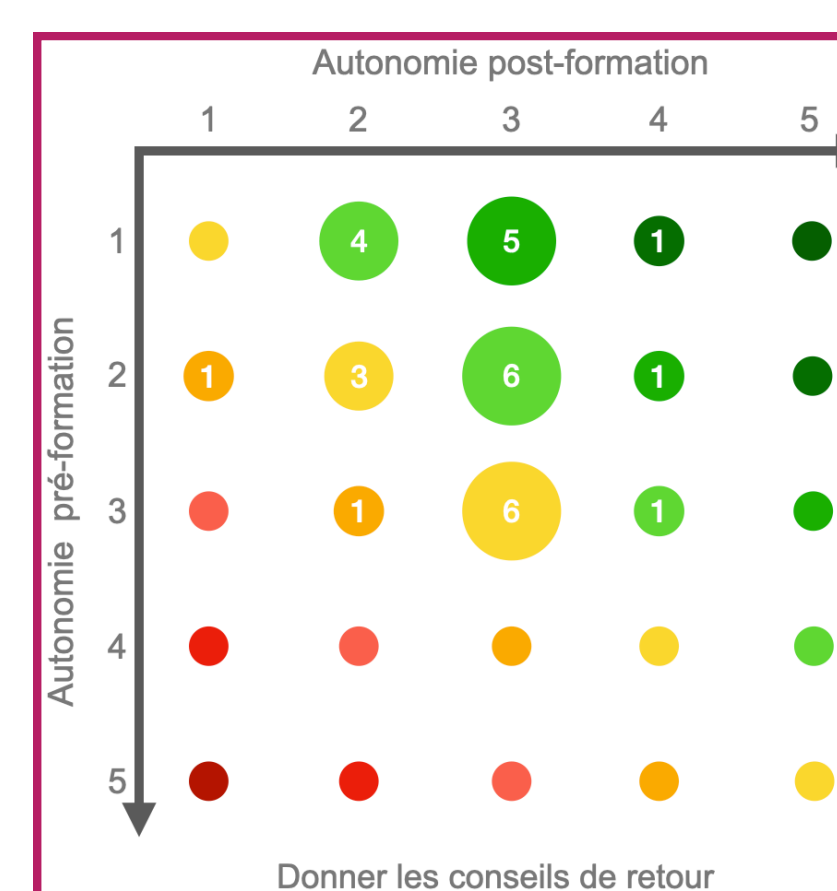 Autonomie post-formation
1 2 3 4 5
Autonomie pré-formation
1 4 5 1
2 1 3 6 1
3 1 6 1
4
5
Donner les conseils de retour